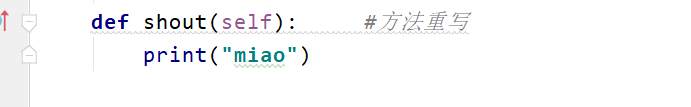 def shout(self):     #方法重写
    print("miao")